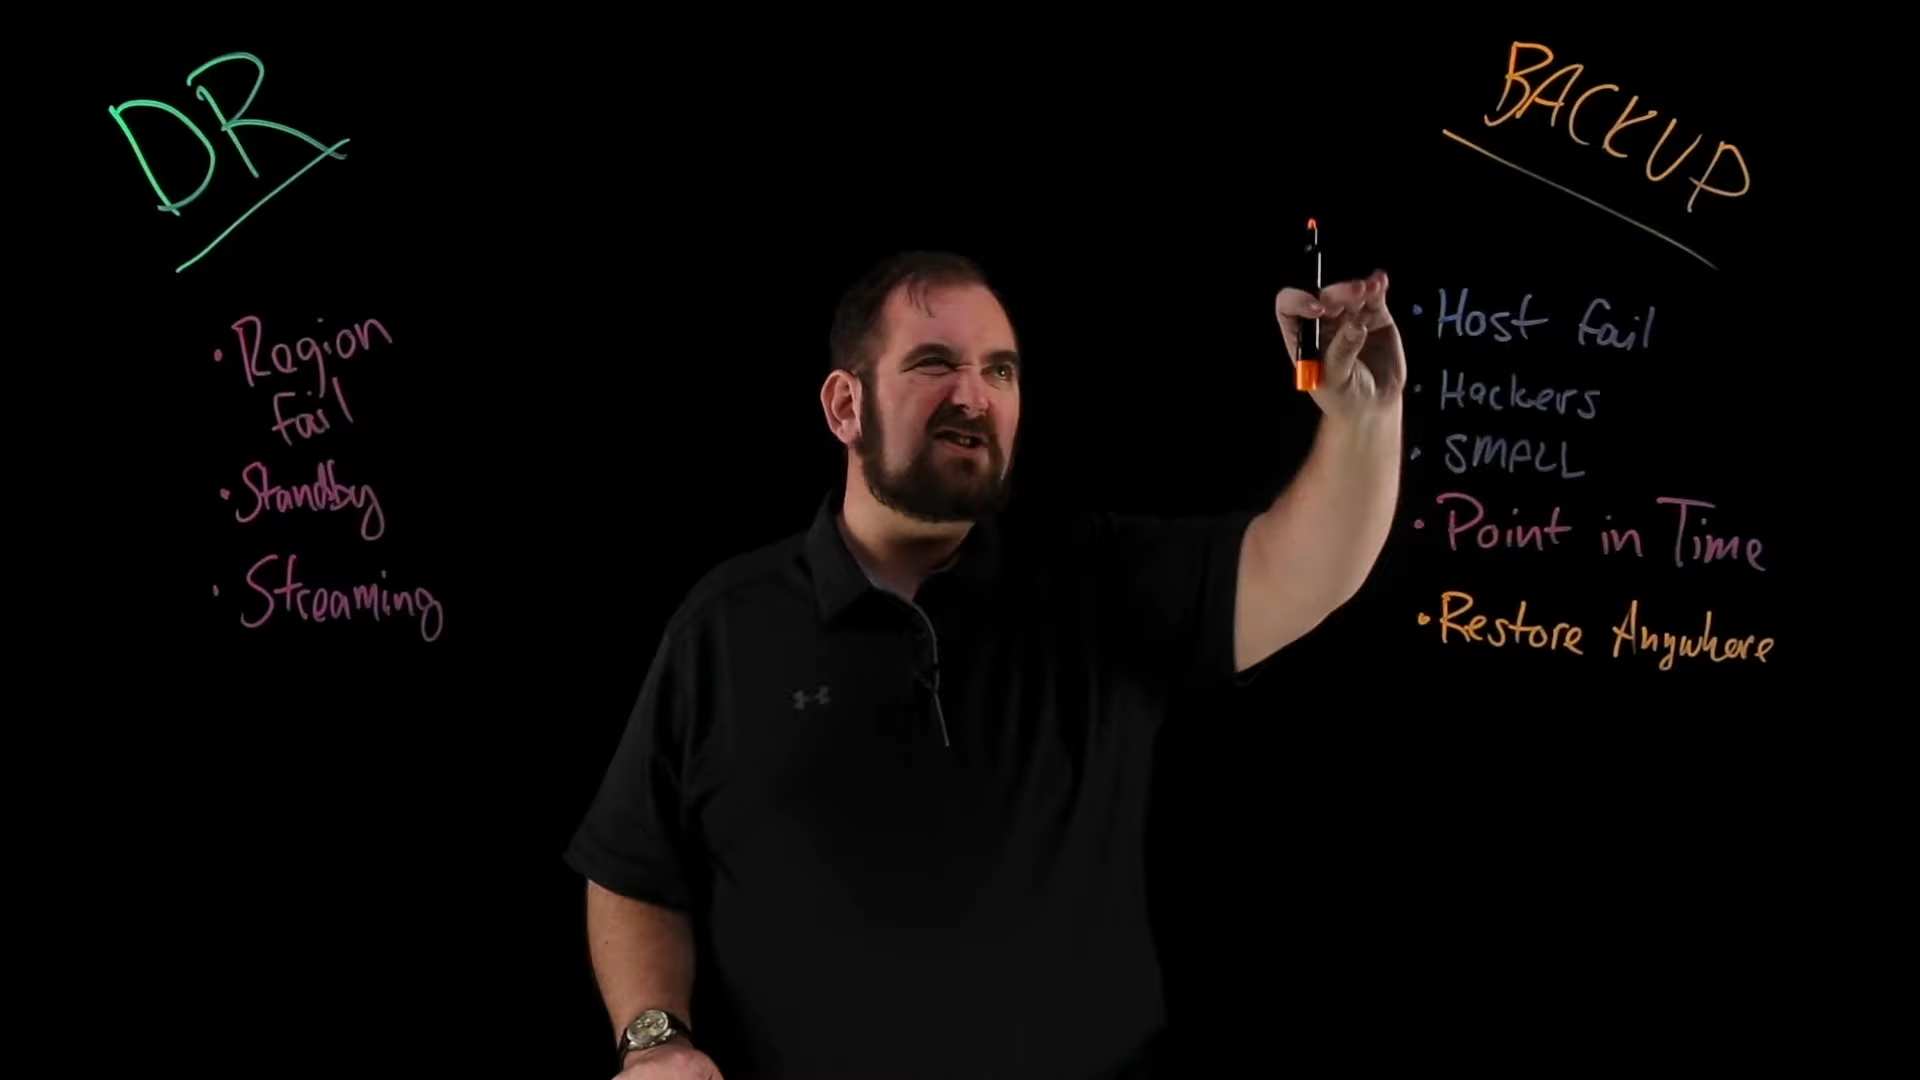 DR
• Region
Fail
• Standby
• Streaming
BACKUP
• Host fail
• Hackers
• SMALL
• Point in Time
• Restore Anywhere